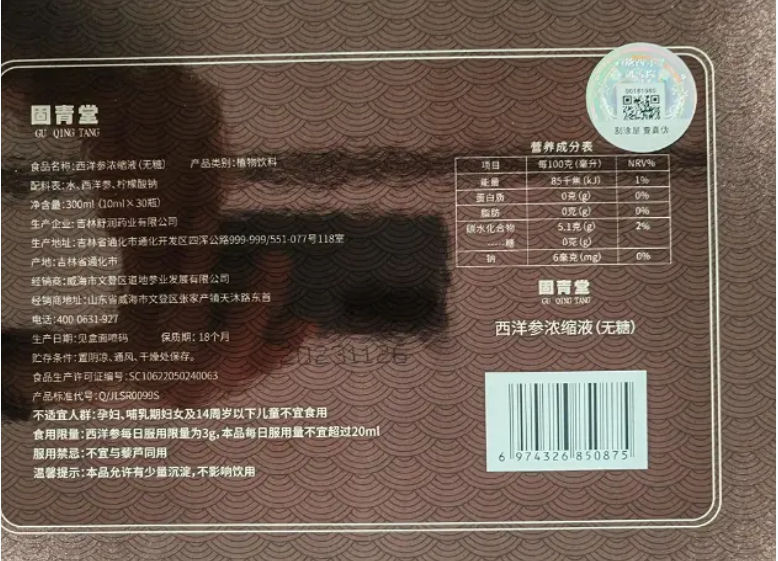 固青堂
GU QING TANG
食品名称:西洋参浓缩液(无糖) 产品类别:植物饮料
配料表:水、西洋参、柠檬酸钠
净含量:300ml (10ml×30瓶)
生产企业:吉林舒润药业有限公司
生产地址:吉林省通化市通化开发区四浑公路999-999/551-077号118室
产地:吉林省通化市
经销商:威海市文登区道地参业发展有限公司
经销商地址:山东省威海市文登区张家产镇天沐路东首
电话:400-0631-927
生产日期:见盒面喷码 保质期:18个月
贮存条件:置阴凉、通风、干燥处保存。
食品生产许可证编号:SC10622050240063
产品标准代号:Q/JLSR0099S
不适宜人群:孕妇、哺乳期妇女及14周岁以下儿童不宜食用
食用限量:西洋参每日服用限量为3g,本品每日服用量不宜超过20ml
服用禁忌:不宜与藜芦同用
温馨提示:本品允许有少量沉淀,不影响饮用
20231126
刮涂层 查真伪
营养成分表
项目 每100克(毫升) NRV%
能量 85千焦(kJ) 1%
蛋白质 0克(g) 0%
脂肪 0克(g) 0%
碳水化合物 5.1克(g) 2%
-----糖 0克(g)
钠 6毫克(mg) 0%
固青堂
GU QING TANG
西洋参浓缩液(无糖)
6 974326 850875